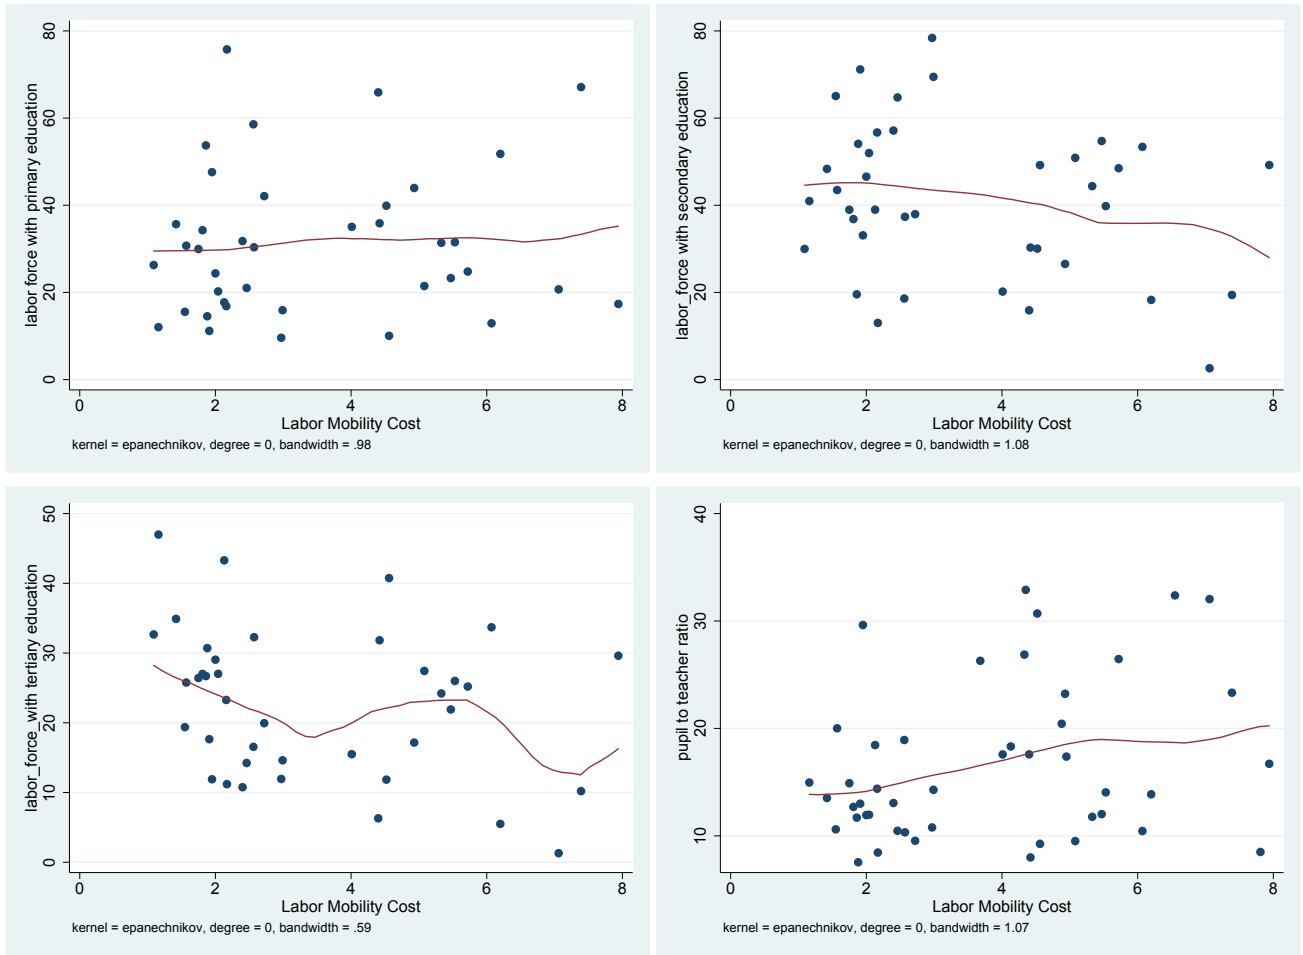 labor force with primary education
80
60
40
20
0
0 2 4 6 8
Labor Mobility Cost
kernel = epanechnikov, degree = 0, bandwidth = .98
labor_force with secondary education
80
60
40
20
0
0 2 4 6 8
Labor Mobility Cost
kernel = epanechnikov, degree = 0, bandwidth = 1.08
labor_force_with tertiary education
50
40
30
20
10
0
0 2 4 6 8
Labor Mobility Cost
kernel = epanechnikov, degree = 0, bandwidth = .59
pupil to teacher ratio
40
30
20
10
0 2 4 6 8
Labor Mobility Cost
kernel = epanechnikov, degree = 0, bandwidth = 1.07